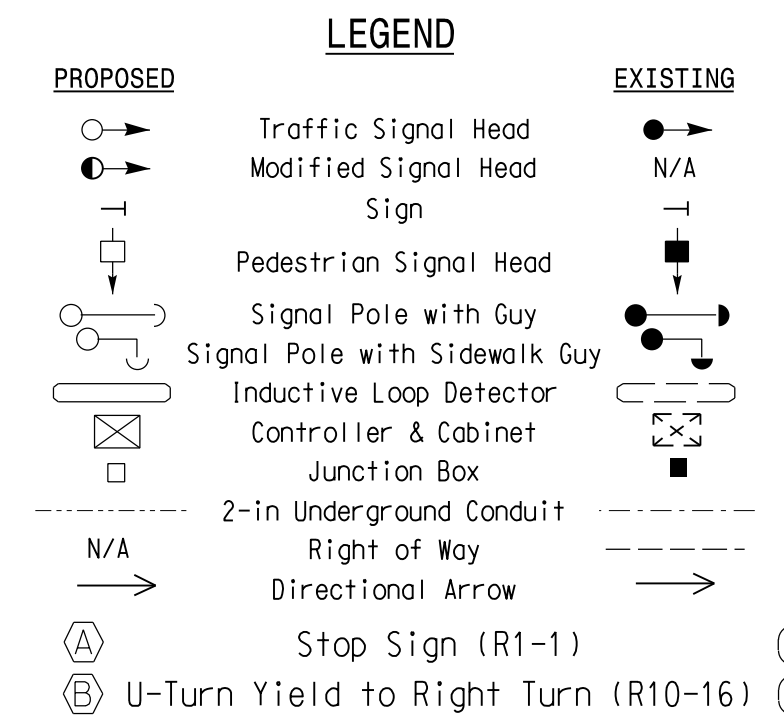 LEGEND
PROPOSED EXISTING
Traffic Signal Head
Modified Signal Head N/A
Sign
Pedestrian Signal Head
Signal Pole with Guy
Signal Pole with Sidewalk Guy
Inductive Loop Detector
Controller & Cabinet
Junction Box
2-in Underground Conduit
N/A Right of Way
Directional Arrow
A Stop Sign (R1-1)
B U-Turn Yield to Right Turn (R10-16)